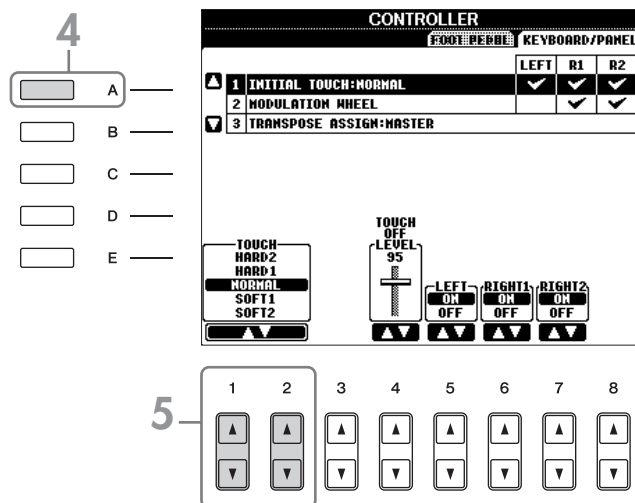 4
CONTROLLER
FOOT PEDAL KEYBOARD/PANEL
LEFT R1 R2
A 1 INITIAL TOUCH:NORMAL
B 2 MODULATION WHEEL
3 TRANSPOSE ASSIGN:MASTER
C
D
E
TOUCH
HARD2
HARD1
NORMAL
SOFT1
SOFT2
TOUCH
OFF
LEVEL
95
LEFT RIGHT1 RIGHT2
ON ON ON
OFF OFF OFF
5
1 2 3 4 5 6 7 8